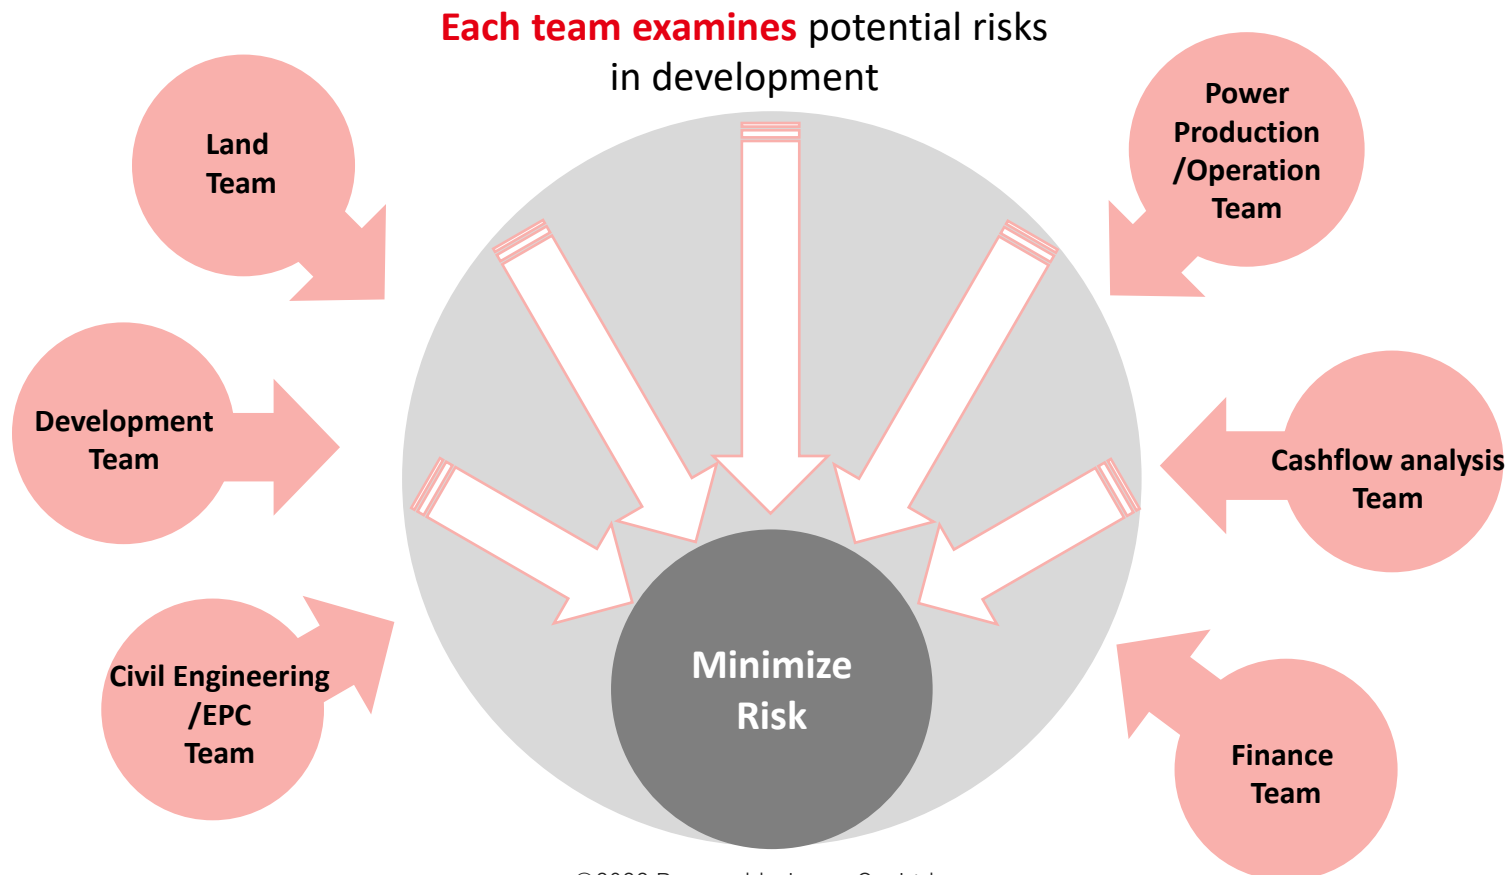 Each team examines potential risks
in development
Land
Team
Power
Production
/Operation
Team
Development
Team
Cashflow analysis
Team
Civil Engineering
/EPC
Team
Minimize
Risk
Finance
Team